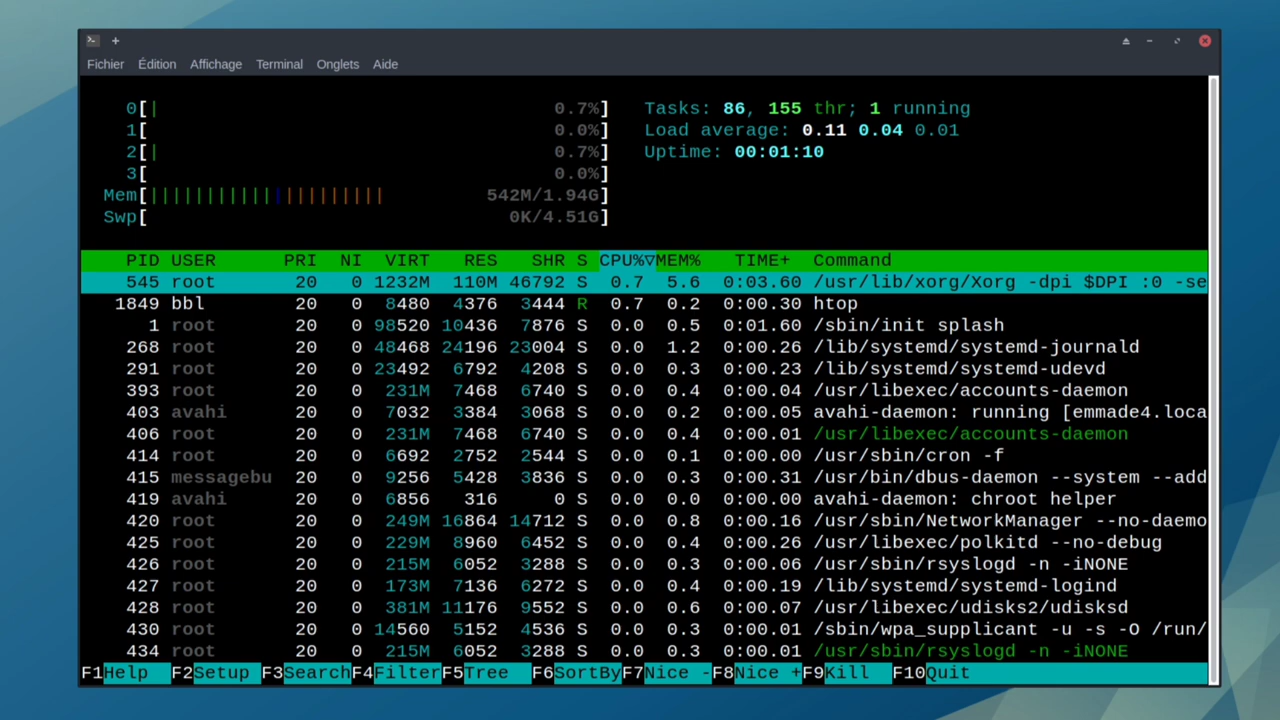 Fichier Édition Affichage Terminal Onglets Aide
0[| 0.7%] Tasks: 86, 155 thr; 1 running
1[ 0.0%] Load average: 0.11 0.04 0.01
2[| 0.7%] Uptime: 00:01:10
3[ 0.0%]
Mem[||||||||||||||||||||| 542M/1.94G]
Swp[ 0K/4.51G]
PID USER PRI NI VIRT RES SHR S CPU%▽MEM% TIME+ Command
545 root 20 0 1232M 110M 46792 S 0.7 5.6 0:03.60 /usr/lib/xorg/Xorg -dpi $DPI :0 -se
1849 bbl 20 0 8480 4376 3444 R 0.7 0.2 0:00.30 htop
1 root 20 0 98520 10436 7876 S 0.0 0.5 0:01.60 /sbin/init splash
268 root 20 0 48468 24196 23004 S 0.0 1.2 0:00.26 /lib/systemd/systemd-journald
291 root 20 0 23492 6792 4208 S 0.0 0.3 0:00.23 /lib/systemd/systemd-udevd
393 root 20 0 231M 7468 6740 S 0.0 0.4 0:00.04 /usr/libexec/accounts-daemon
403 avahi 20 0 7032 3384 3068 S 0.0 0.2 0:00.05 avahi-daemon: running [emmade4.loca
406 root 20 0 231M 7468 6740 S 0.0 0.4 0:00.01 /usr/libexec/accounts-daemon
414 root 20 0 6692 2752 2544 S 0.0 0.1 0:00.00 /usr/sbin/cron -f
415 messagebu 20 0 9256 5428 3836 S 0.0 0.3 0:00.31 /usr/bin/dbus-daemon --system --add
419 avahi 20 0 6856 316 0 S 0.0 0.0 0:00.00 avahi-daemon: chroot helper
420 root 20 0 249M 16864 14712 S 0.0 0.8 0:00.16 /usr/sbin/NetworkManager --no-daemo
425 root 20 0 229M 8960 6452 S 0.0 0.4 0:00.26 /usr/libexec/polkitd --no-debug
426 root 20 0 215M 6052 3288 S 0.0 0.3 0:00.06 /usr/sbin/rsyslogd -n -iNONE
427 root 20 0 173M 7136 6272 S 0.0 0.4 0:00.19 /lib/systemd/systemd-logind
428 root 20 0 381M 11176 9552 S 0.0 0.6 0:00.07 /usr/libexec/udisks2/udisksd
430 root 20 0 14560 5152 4536 S 0.0 0.3 0:00.01 /sbin/wpa_supplicant -u -s -O /run/
434 root 20 0 215M 6052 3288 S 0.0 0.3 0:00.01 /usr/sbin/rsyslogd -n -iNONE
F1Help F2Setup F3SearchF4FilterF5Tree F6SortByF7Nice -F8Nice +F9Kill F10Quit